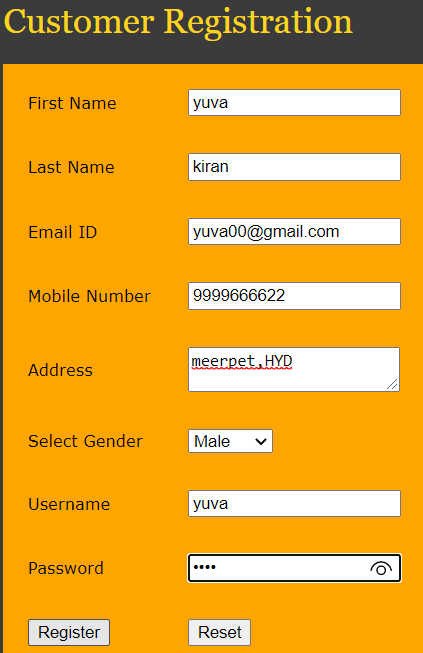 Customer Registration
First Name yuva
Last Name kiran
Email ID yuva00@gmail.com
Mobile Number 9999666622
Address meerpet,HYD
Select Gender Male
Username yuva
Password ••••
Register Reset